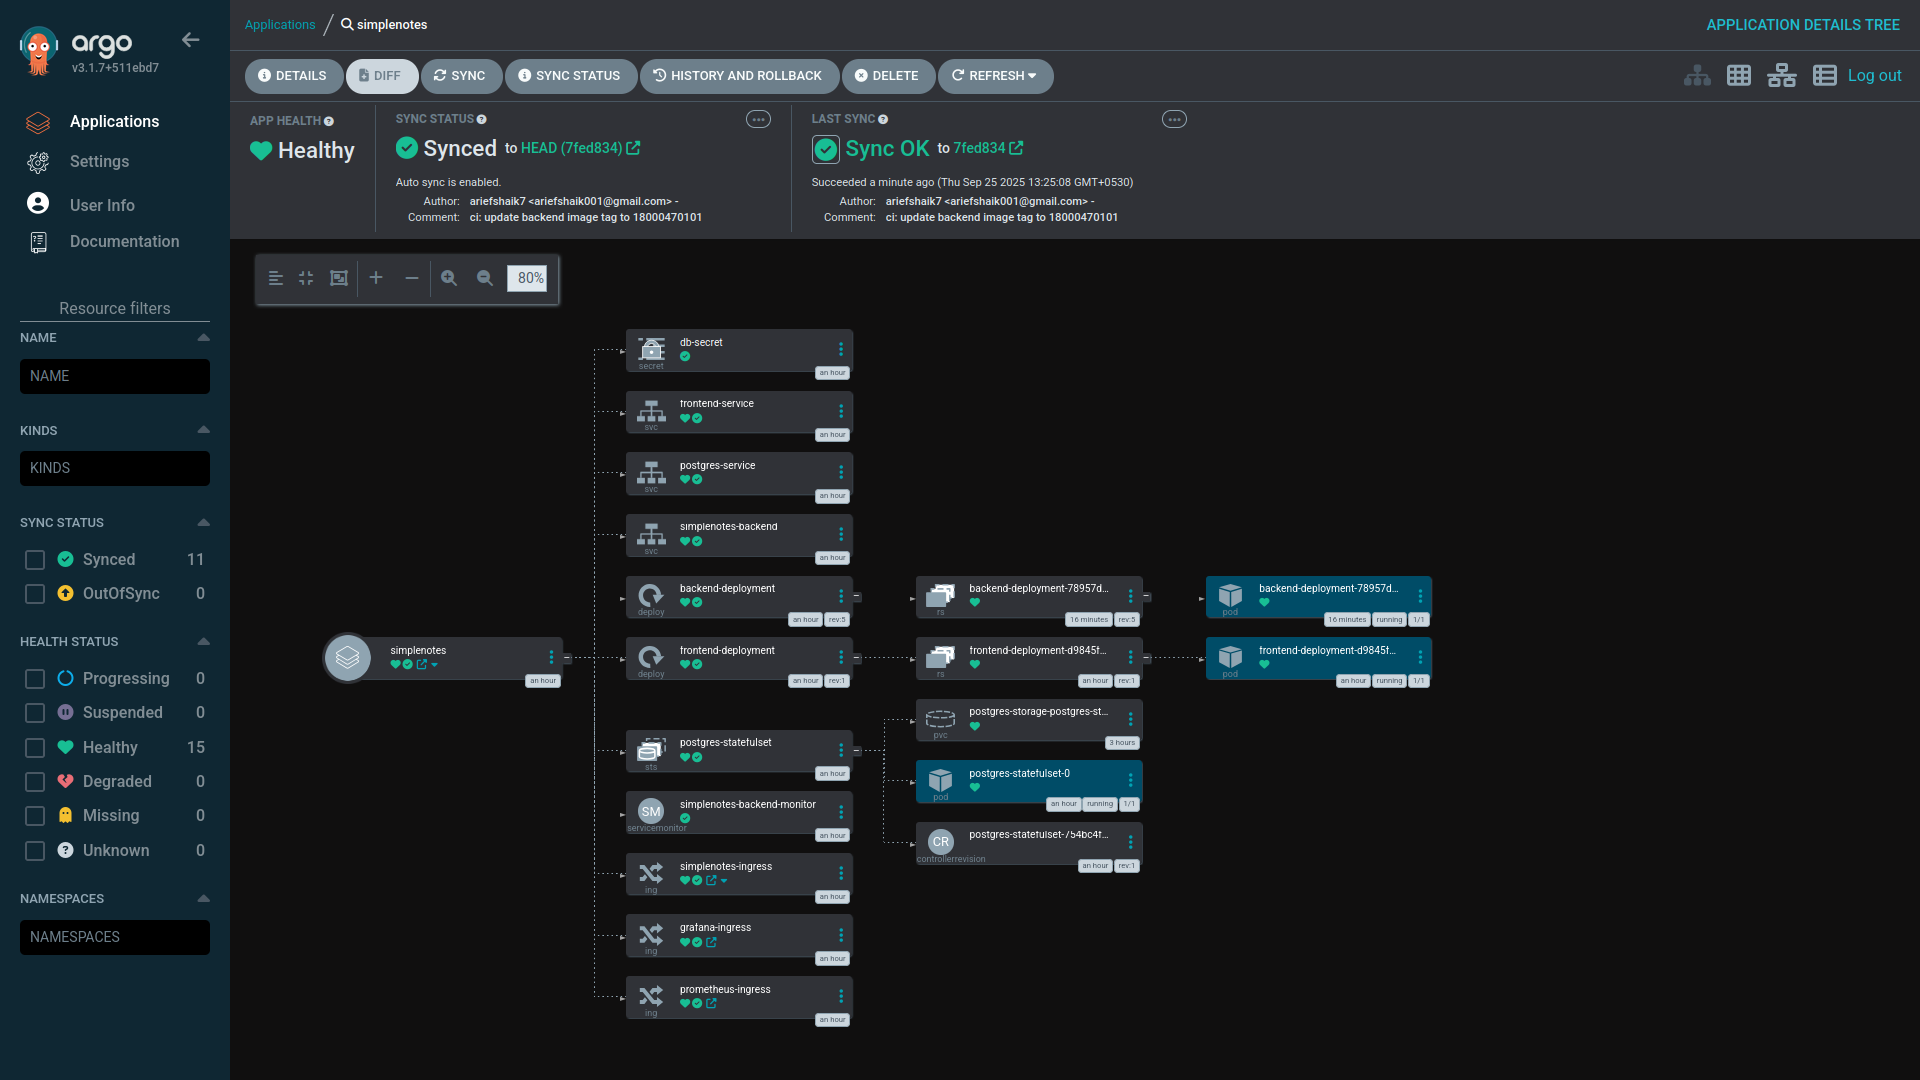 argo
v3.1.7+511ebd7
Applications
Settings
User Info
Documentation
Resource filters
NAME
NAME
KINDS
KINDS
SYNC STATUS
Synced 11
OutOfSync 0
HEALTH STATUS
Progressing 0
Suspended 0
Healthy 15
Degraded 0
Missing 0
Unknown 0
NAMESPACES
NAMESPACES
Applications / simplenotes
APPLICATION DETAILS TREE
DETAILS DIFF SYNC SYNC STATUS HISTORY AND ROLLBACK DELETE REFRESH
Log out
APP HEALTH
Healthy
SYNC STATUS
Synced to HEAD (7fed834)
Auto sync is enabled.
Author: ariefshaik7 <ariefshaik001@gmail.com> -
Comment: ci: update backend image tag to 18000470101
LAST SYNC
Sync OK to 7fed834
Succeeded a minute ago (Thu Sep 25 2025 13:25:08 GMT+0530)
Author: ariefshaik7 <ariefshaik001@gmail.com> -
Comment: ci: update backend image tag to 18000470101
80%
simplenotes
an hour
db-secret
secret
an hour
frontend-service
svc
an hour
postgres-service
svc
an hour
simplenotes-backend
svc
an hour
backend-deployment
deploy
an hour rev:5
backend-deployment-78957d...
rs
16 minutes rev:5
backend-deployment-78957d...
pod
16 minutes running 1/1
frontend-deployment
deploy
an hour rev:1
frontend-deployment-d9845f...
rs
an hour rev:1
frontend-deployment-d9845f...
pod
an hour running 1/1
postgres-statefulset
sts
an hour
postgres-storage-postgres-st...
pvc
3 hours
postgres-statefulset-0
pod
an hour running 1/1
postgres-statefulset-754bc4f...
CR
controllerrevision
an hour rev:1
simplenotes-backend-monitor
SM
servicemonitor
an hour
simplenotes-ingress
ing
an hour
grafana-ingress
ing
an hour
prometheus-ingress
ing
an hour